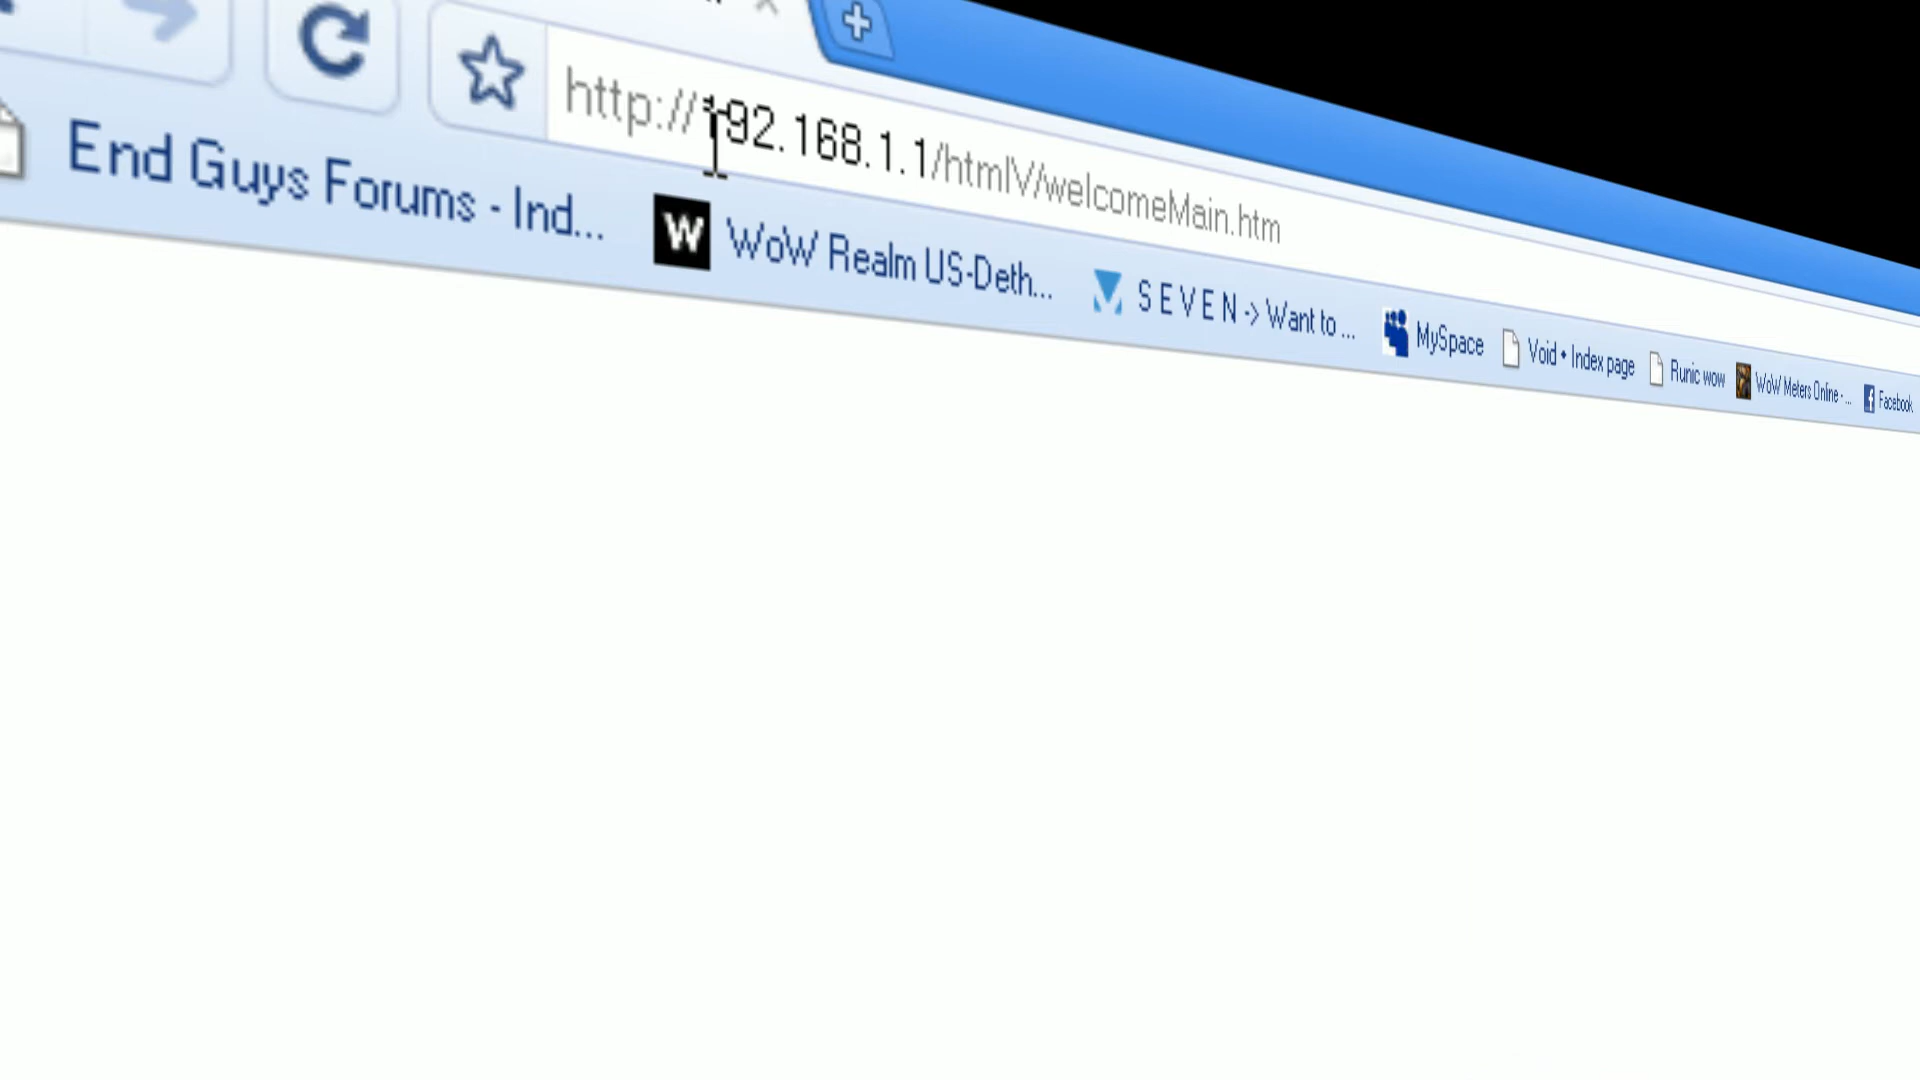 http://192.168.1.1/htmlV/welcomeMain.htm
End Guys Forums - Ind...
W WoW Realm US-Deth...
S E V E N -> Want to ...
MySpace
Void • Index page
Runic wow
WoW Meters Online - ...
f Facebook